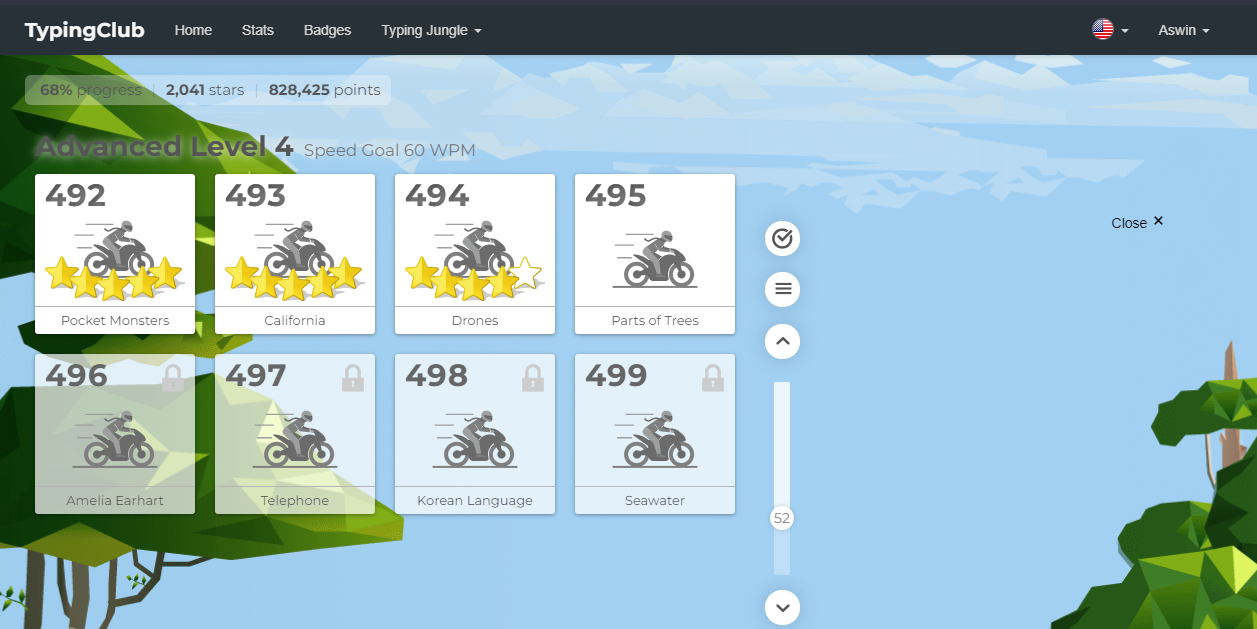 TypingClub Home Stats Badges Typing Jungle Aswin
68% progress 2,041 stars 828,425 points
Advanced Level 4 Speed Goal 60 WPM
492 493 494 495
Close ×
Pocket Monsters California Drones Parts of Trees
496 497 498 499
Amelia Earhart Telephone Korean Language Seawater
52